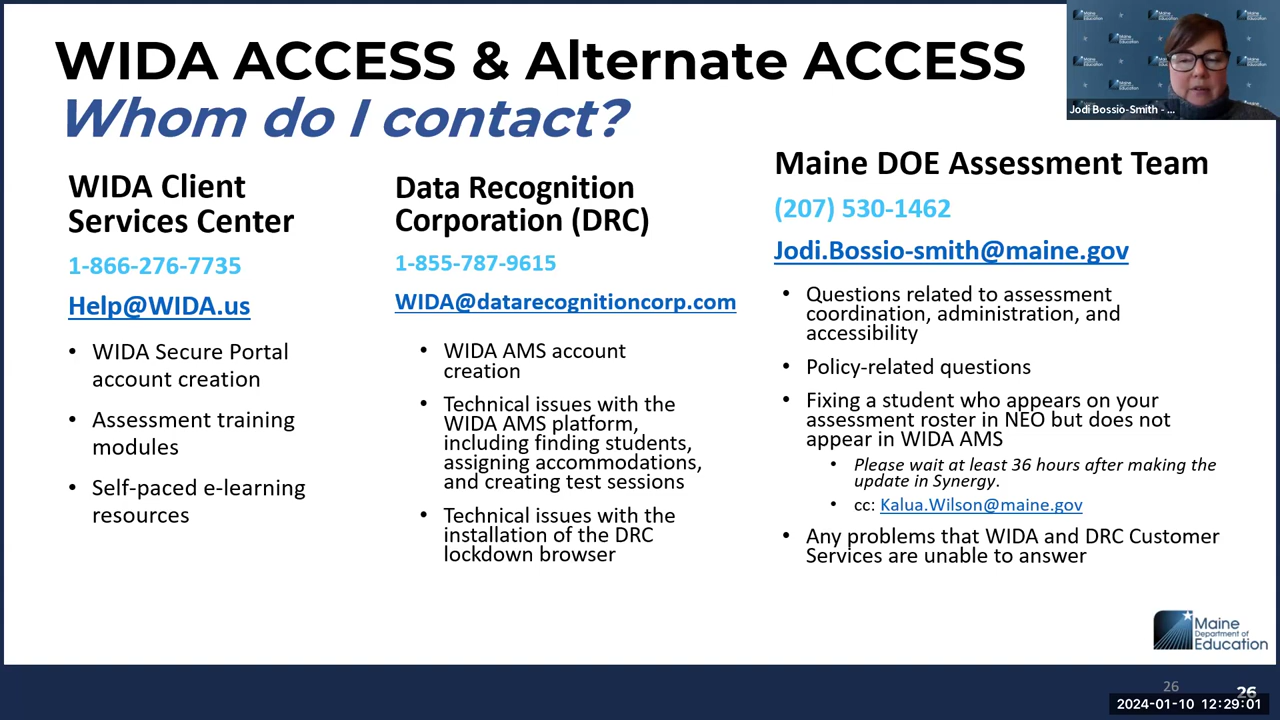 WIDA ACCESS & Alternate ACCESS
Whom do I contact?
WIDA Client
Services Center
1-866-276-7735
Help@WIDA.us
• WIDA Secure Portal
account creation
• Assessment training
modules
• Self-paced e-learning
resources
Data Recognition
Corporation (DRC)
1-855-787-9615
WIDA@datarecognitioncorp.com
• WIDA AMS account
creation
• Technical issues with the
WIDA AMS platform,
including finding students,
assigning accommodations,
and creating test sessions
• Technical issues with the
installation of the DRC
lockdown browser
Maine DOE Assessment Team
(207) 530-1462
Jodi.Bossio-smith@maine.gov
• Questions related to assessment
coordination, administration, and
accessibility
• Policy-related questions
• Fixing a student who appears on your
assessment roster in NEO but does not
appear in WIDA AMS
• Please wait at least 36 hours after making the
update in Synergy.
• cc: Kalua.Wilson@maine.gov
• Any problems that WIDA and DRC Customer
Services are unable to answer
Jodi Bossio-Smith - ...
Maine
Department of
Education
26
26
2024-01-10 12:29:01